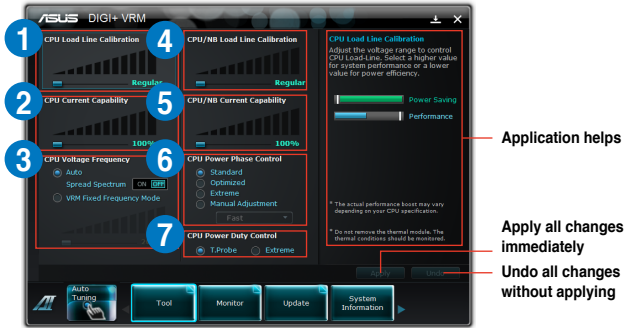 ASUS DIGI+ VRM
1
CPU Load Line Calibration
Regular
4
CPU/NB Load Line Calibration
Regular
CPU Load Line Calibration
Adjust the voltage range to control
CPU Load-Line. Select a higher value
for system performance or a lower
value for power efficiency.
Power Saving
Performance
* The actual performance boost may vary
depending on your CPU specification.
* Do not remove the thermal module. The
thermal conditions should be monitored.
2
CPU Current Capability
100%
5
CPU/NB Current Capability
100%
3
CPU Voltage Frequency
Auto
Spread Spectrum ON OFF
VRM Fixed Frequency Mode
6
CPU Power Phase Control
Standard
Optimized
Extreme
Manual Adjustment
Fast
7
CPU Power Duty Control
T.Probe Extreme
Apply Undo
Auto
Tuning
Tool
Monitor
Update
System
Information
Application helps
Apply all changes
immediately
Undo all changes
without applying